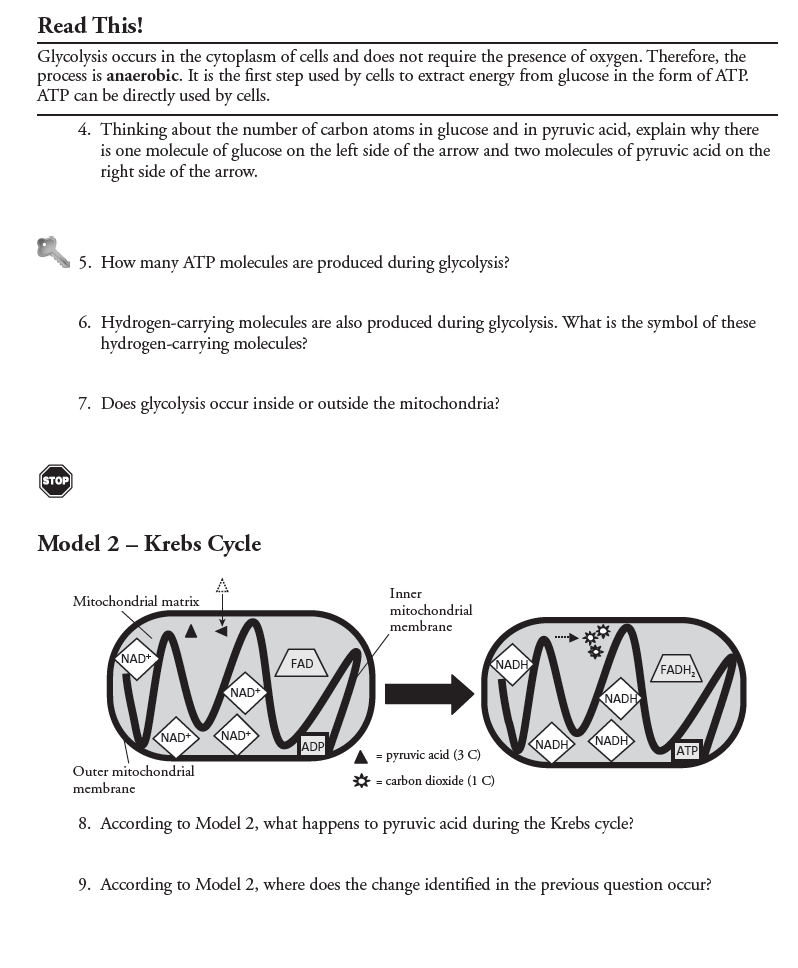 Read This!
Glycolysis occurs in the cytoplasm of cells and does not require the presence of oxygen. Therefore, the
process is anaerobic. It is the first step used by cells to extract energy from glucose in the form of ATP.
ATP can be directly used by cells.
4. Thinking about the number of carbon atoms in glucose and in pyruvic acid, explain why there
is one molecule of glucose on the left side of the arrow and two molecules of pyruvic acid on the
right side of the arrow.
5. How many ATP molecules are produced during glycolysis?
6. Hydrogen-carrying molecules are also produced during glycolysis. What is the symbol of these
hydrogen-carrying molecules?
7. Does glycolysis occur inside or outside the mitochondria?
STOP
Model 2 – Krebs Cycle
Mitochondrial matrix
Inner
mitochondrial
membrane
NAD⁺
FAD
NAD⁺
NAD⁺
NAD⁺
ADP
NADH
FADH₂
NADH
NADH
NADH
ATP
= pyruvic acid (3 C)
= carbon dioxide (1 C)
Outer mitochondrial
membrane
8. According to Model 2, what happens to pyruvic acid during the Krebs cycle?
9. According to Model 2, where does the change identified in the previous question occur?